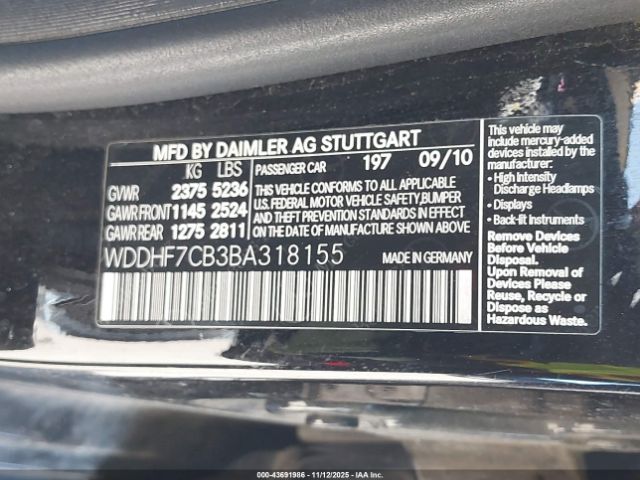 MFD BY DAIMLER AG STUTTGART
KG LBS
GVWR 2375 5236
GAWR FRONT 1145 2524
GAWR REAR 1275 2811
PASSENGER CAR 197 09/10
THIS VEHICLE CONFORMS TO ALL APPLICABLE
U.S. FEDERAL MOTOR VEHICLE SAFETY,BUMPER
AND THEFT PREVENTION STANDARDS IN EFFECT
ON THE DATE OF MANUFACTURE SHOWN ABOVE.
WDDHF7CB3BA318155
MADE IN GERMANY
This vehicle may
include mercury-added
devices installed by the
manufacturer:
• High Intensity
Discharge Headlamps
• Displays
• Back-lit Instruments
Remove Devices
Before Vehicle
Disposal.
Upon Removal of
Devices Please
Reuse, Recycle or
Dispose as
Hazardous Waste.
000-43691986 - 11/12/2025 - IAAI.COM